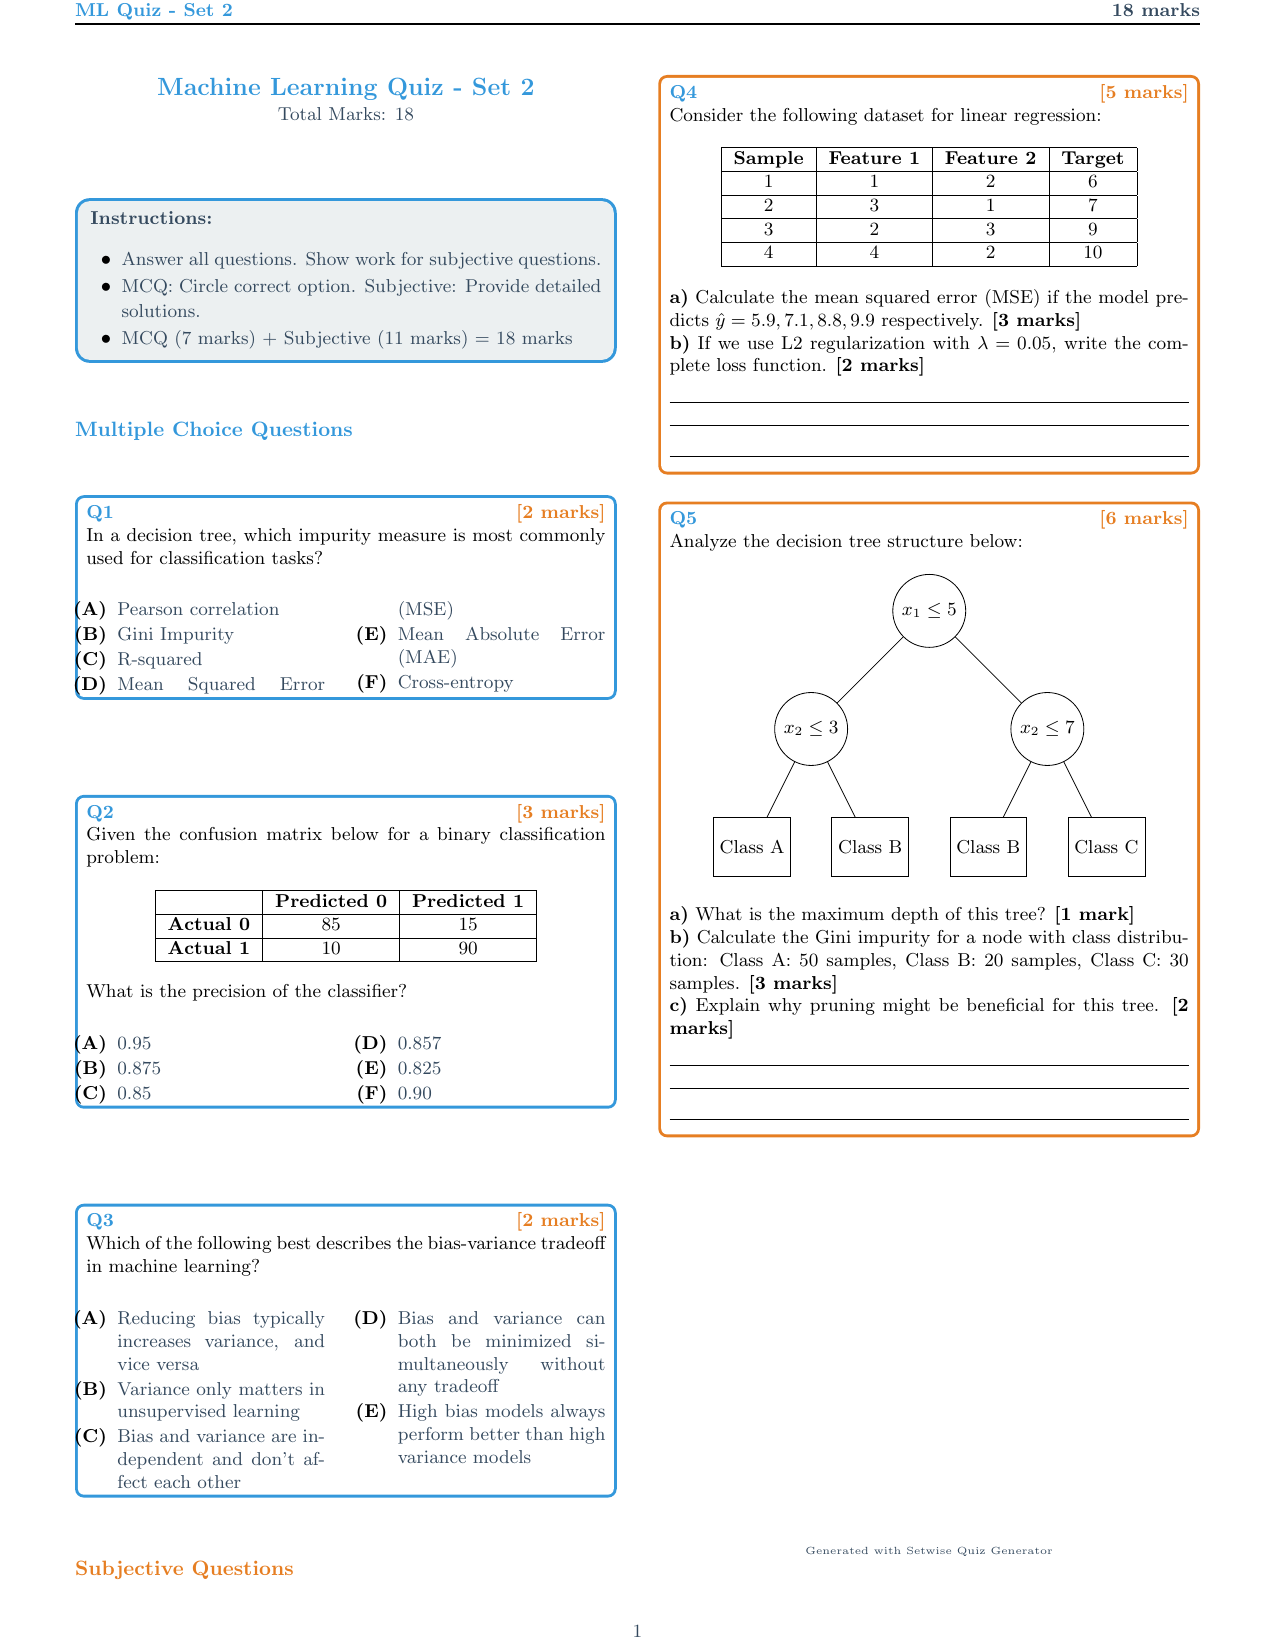 ML Quiz - Set 2 18 marks
Machine Learning Quiz - Set 2
Total Marks: 18
Instructions:
● Answer all questions. Show work for subjective questions.
● MCQ: Circle correct option. Subjective: Provide detailed
solutions.
● MCQ (7 marks) + Subjective (11 marks) = 18 marks
Multiple Choice Questions
Q1 [2 marks]
In a decision tree, which impurity measure is most commonly
used for classification tasks?
(A) Pearson correlation
(B) Gini Impurity
(C) R-squared
(D) Mean Squared Error
(MSE)
(E) Mean Absolute Error
(MAE)
(F) Cross-entropy
Q2 [3 marks]
Given the confusion matrix below for a binary classification
problem:
Predicted 0 Predicted 1
Actual 0 85 15
Actual 1 10 90
What is the precision of the classifier?
(A) 0.95
(B) 0.875
(C) 0.85
(D) 0.857
(E) 0.825
(F) 0.90
Q3 [2 marks]
Which of the following best describes the bias-variance tradeoff
in machine learning?
(A) Reducing bias typically
increases variance, and
vice versa
(B) Variance only matters in
unsupervised learning
(C) Bias and variance are in-
dependent and don't af-
fect each other
(D) Bias and variance can
both be minimized si-
multaneously without
any tradeoff
(E) High bias models always
perform better than high
variance models
Subjective Questions
Q4 [5 marks]
Consider the following dataset for linear regression:
Sample Feature 1 Feature 2 Target
1 1 2 6
2 3 1 7
3 2 3 9
4 4 2 10
a) Calculate the mean squared error (MSE) if the model pre-
dicts ŷ = 5.9, 7.1, 8.8, 9.9 respectively. [3 marks]
b) If we use L2 regularization with λ = 0.05, write the com-
plete loss function. [2 marks]
Q5 [6 marks]
Analyze the decision tree structure below:
x₁ ≤ 5
x₂ ≤ 3 x₂ ≤ 7
Class A Class B Class B Class C
a) What is the maximum depth of this tree? [1 mark]
b) Calculate the Gini impurity for a node with class distribu-
tion: Class A: 50 samples, Class B: 20 samples, Class C: 30
samples. [3 marks]
c) Explain why pruning might be beneficial for this tree. [2
marks]
Generated with Setwise Quiz Generator
1